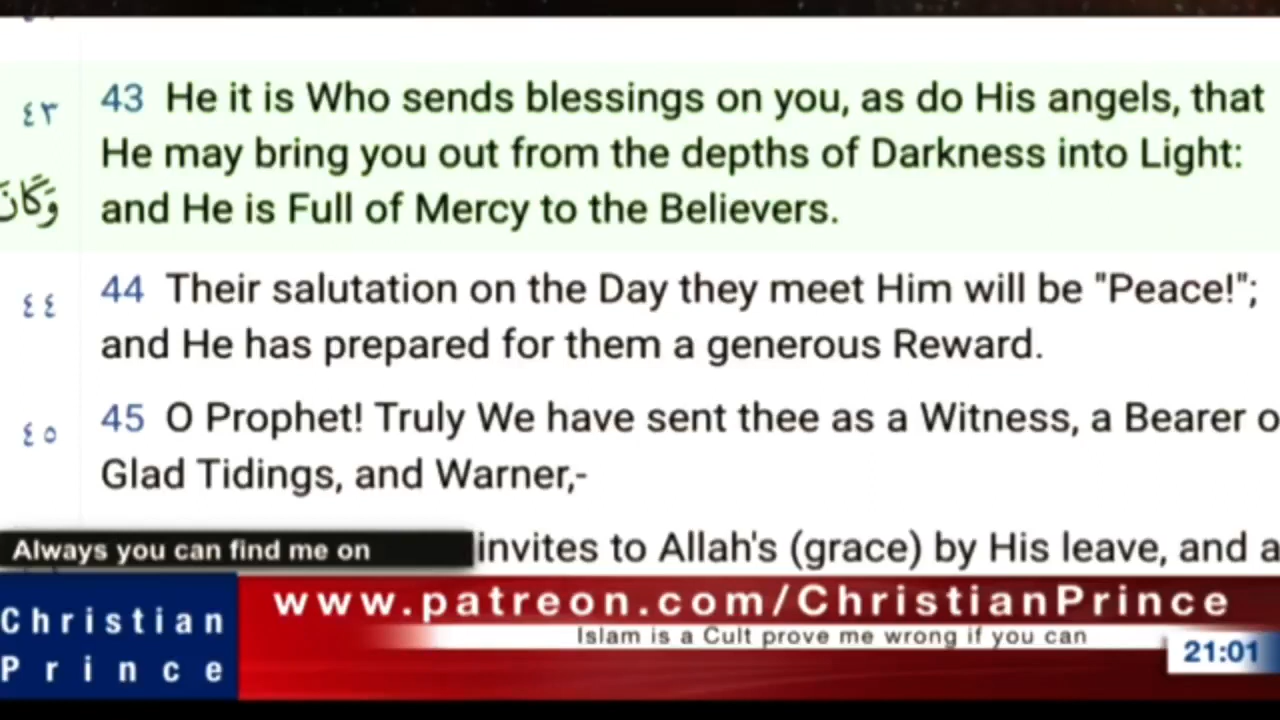 ٤٣
43 He it is Who sends blessings on you, as do His angels, that
He may bring you out from the depths of Darkness into Light:
وَكَانَ
and He is Full of Mercy to the Believers.
٤٤
44 Their salutation on the Day they meet Him will be "Peace!";
and He has prepared for them a generous Reward.
٤٥
45 O Prophet! Truly We have sent thee as a Witness, a Bearer o
Glad Tidings, and Warner,-
invites to Allah's (grace) by His leave, and a
Always you can find me on
Christian
Prince
www.patreon.com/ChristianPrince
Islam is a Cult prove me wrong if you can
21:01